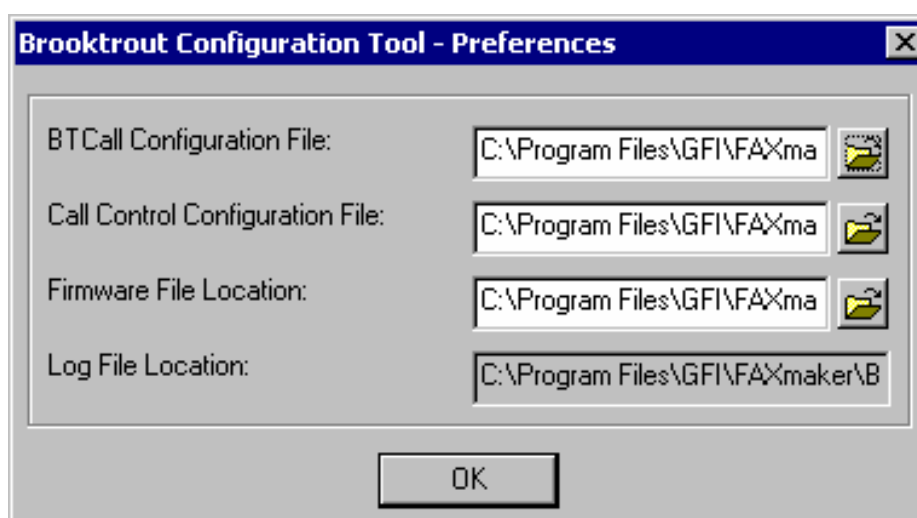 Brooktrout Configuration Tool - Preferences
BTCall Configuration File: C:\Program Files\GFI\FAXma
Call Control Configuration File: C:\Program Files\GFI\FAXma
Firmware File Location: C:\Program Files\GFI\FAXma
Log File Location: C:\Program Files\GFI\FAXmaker\B
OK